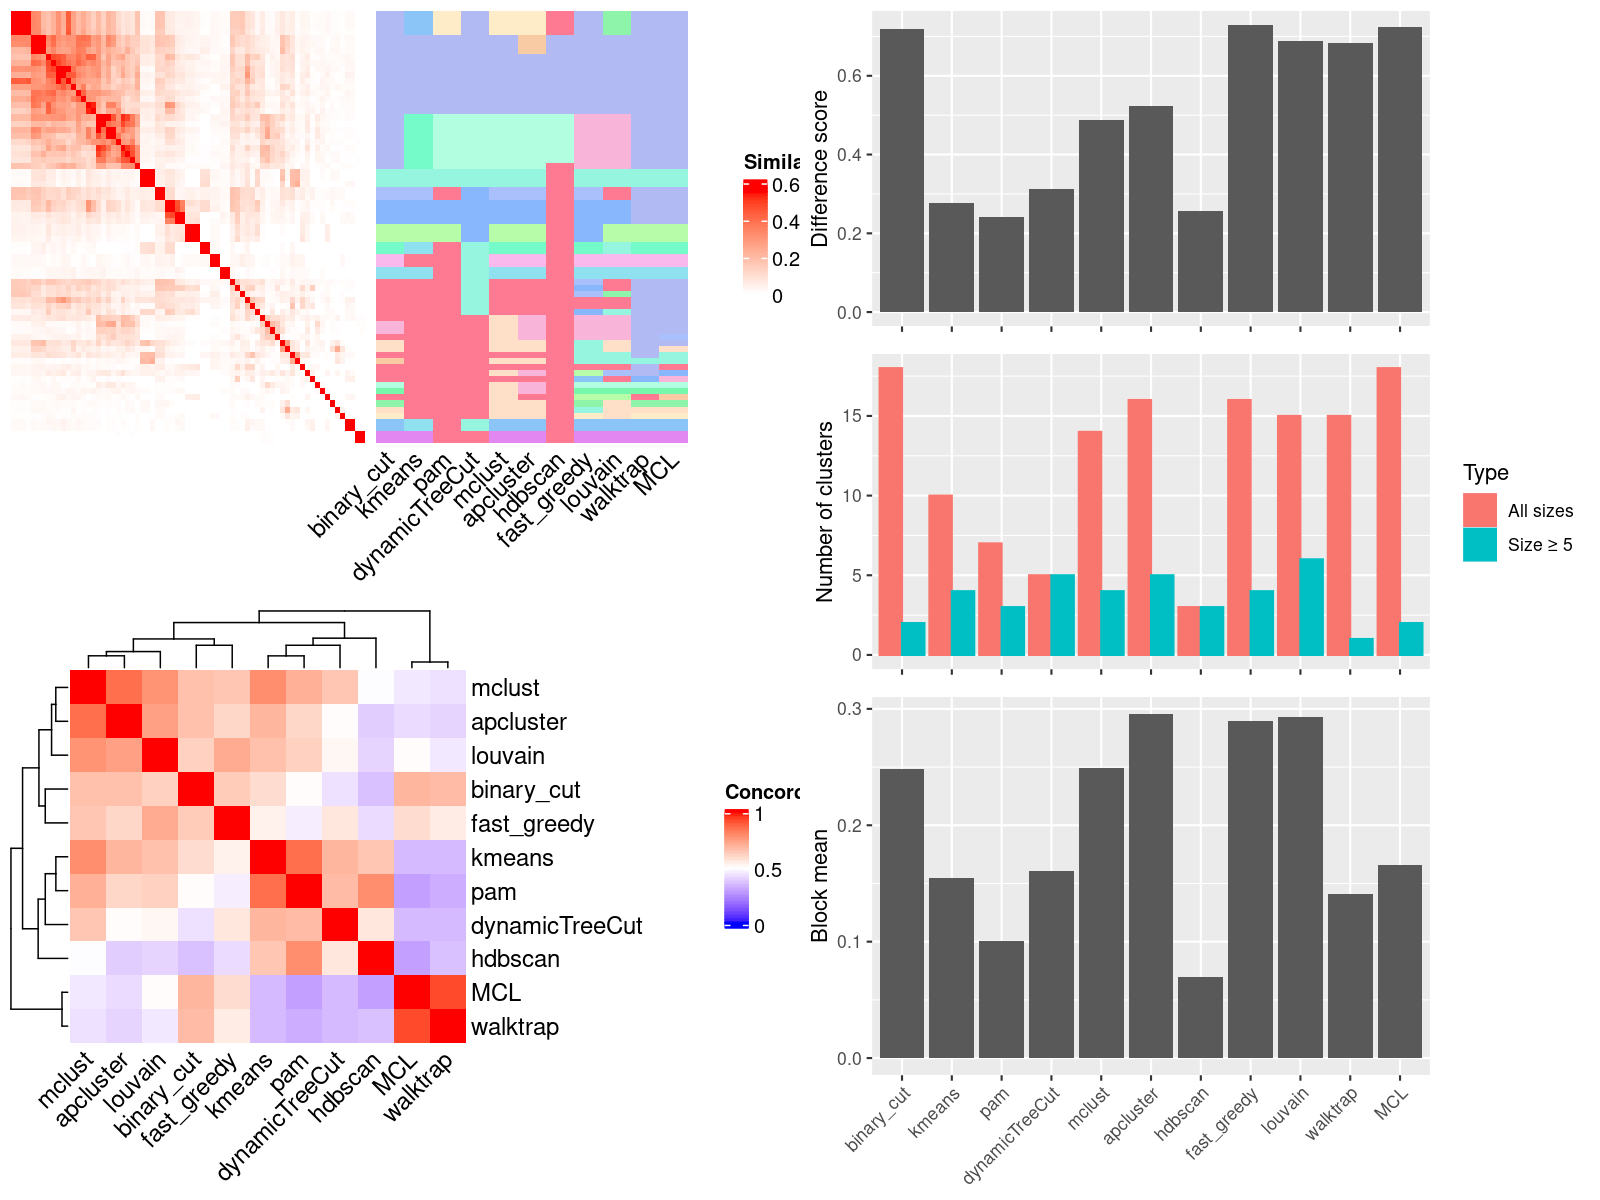 Simila
0.6
0.4
0.2
0
binary_cut
kmeans
pam
dynamicTreeCut
mclust
apcluster
hdbscan
fast_greedy
louvain
walktrap
MCL
Difference score
0.6
0.4
0.2
0.0
Number of clusters
15
10
5
0
Type
All sizes
Size ≥ 5
mclust
apcluster
louvain
binary_cut
fast_greedy
kmeans
pam
dynamicTreeCut
hdbscan
MCL
walktrap
mclust
apcluster
louvain
binary_cut
fast_greedy
kmeans
pam
dynamicTreeCut
hdbscan
MCL
walktrap
Concord
1
0.5
0
Block mean
0.3
0.2
0.1
0.0
binary_cut
kmeans
pam
dynamicTreeCut
mclust
apcluster
hdbscan
fast_greedy
louvain
walktrap
MCL